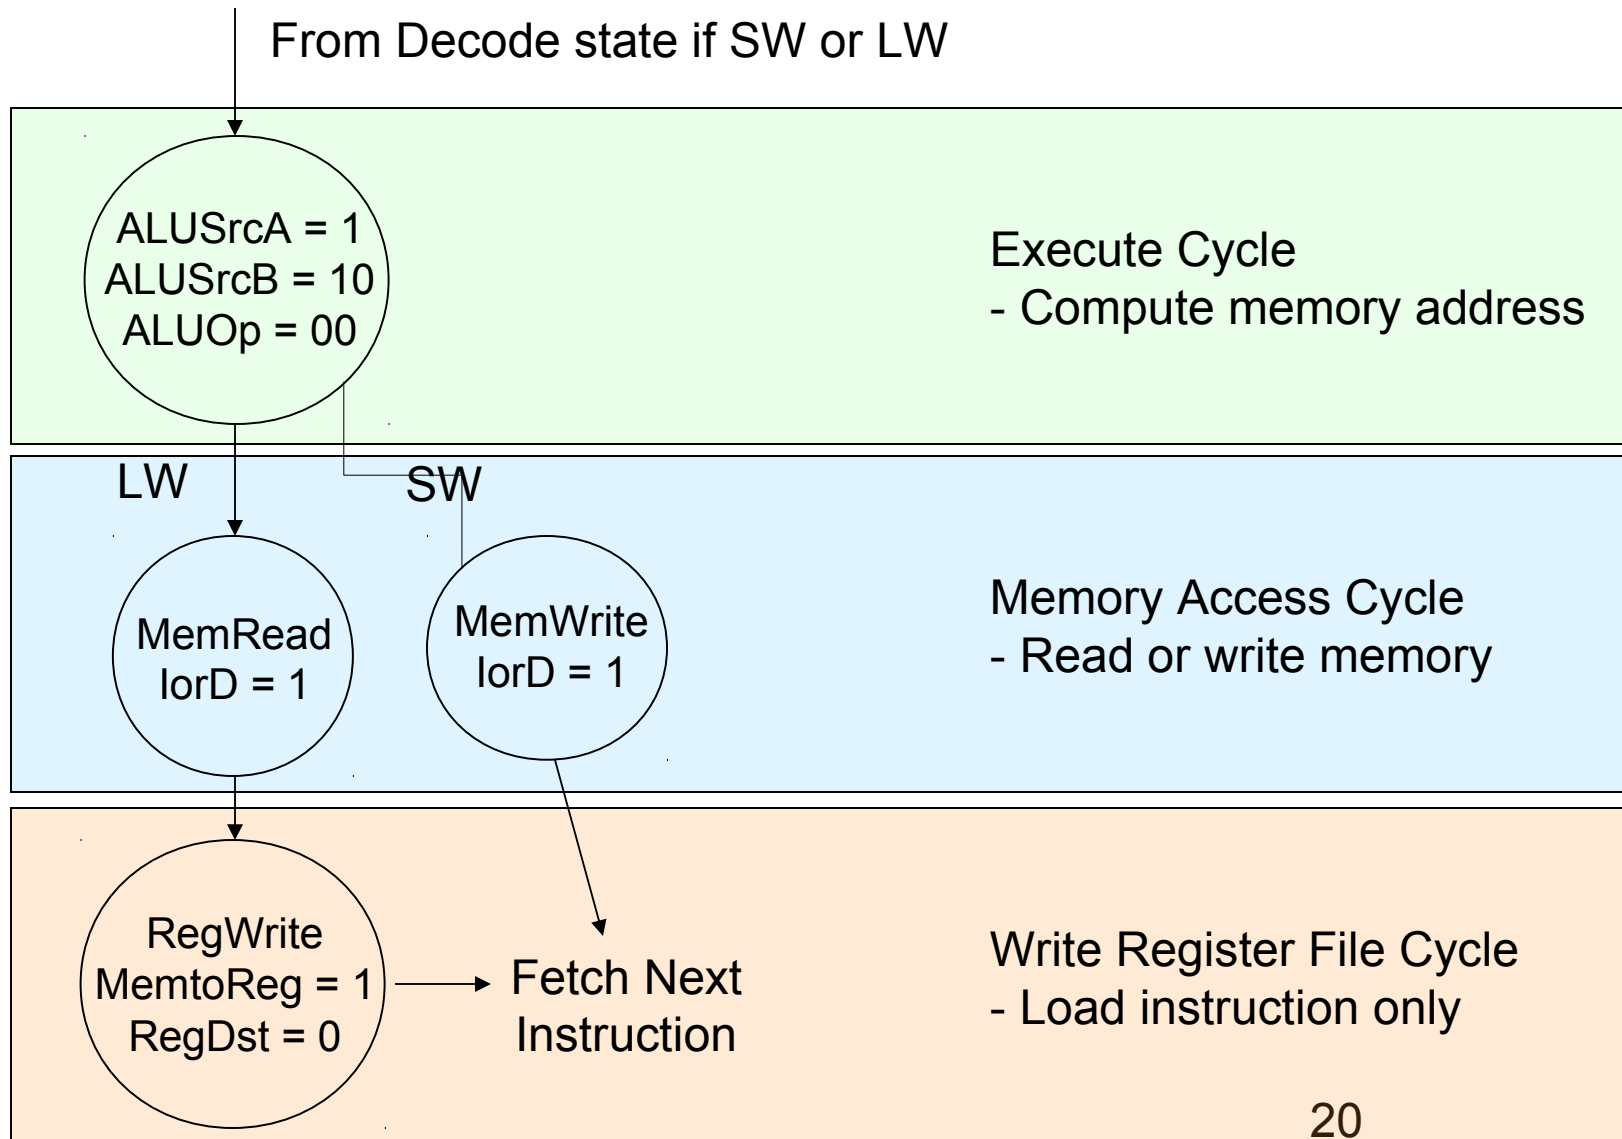 From Decode state if SW or LW
ALUSrcA = 1
ALUSrcB = 10
ALUOp = 00
Execute Cycle
- Compute memory address
LW
SW
MemRead
IorD = 1
MemWrite
IorD = 1
Memory Access Cycle
- Read or write memory
RegWrite
MemtoReg = 1
RegDst = 0
Fetch Next
Instruction
Write Register File Cycle
- Load instruction only
20